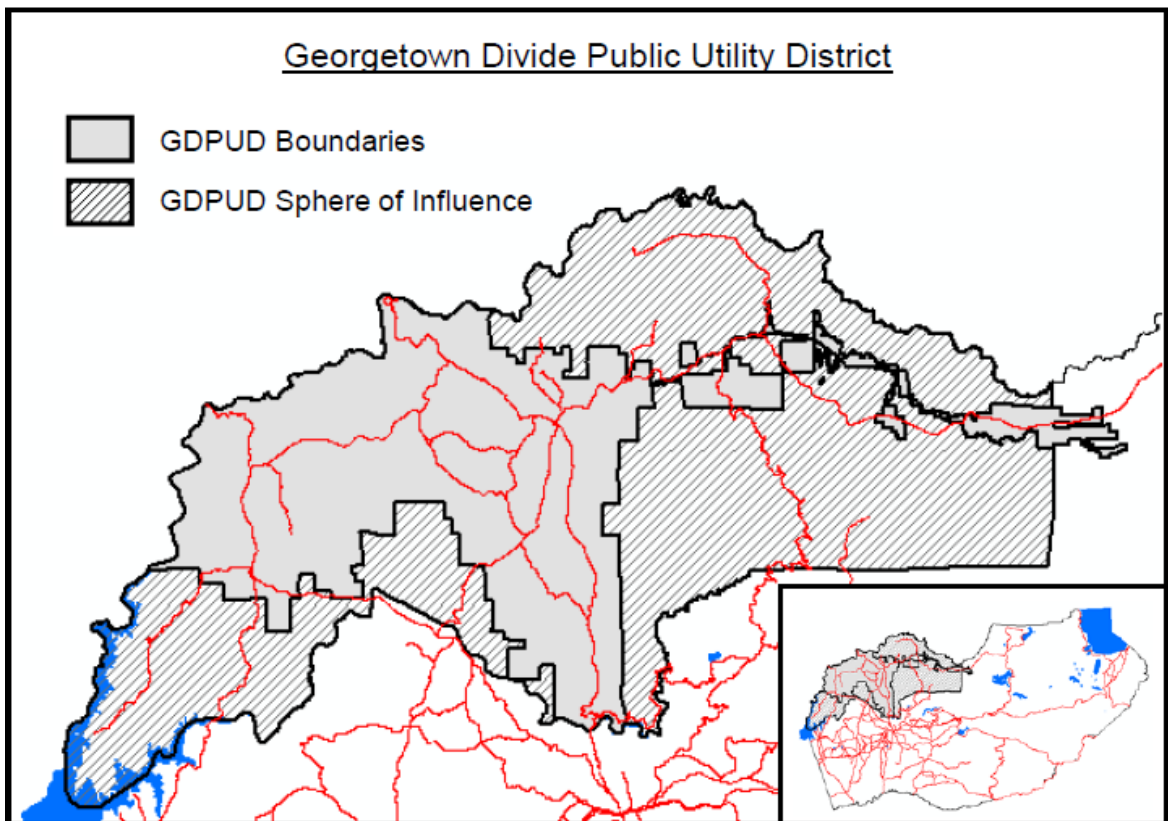 Georgetown Divide Public Utility District
GDPUD Boundaries
GDPUD Sphere of Influence